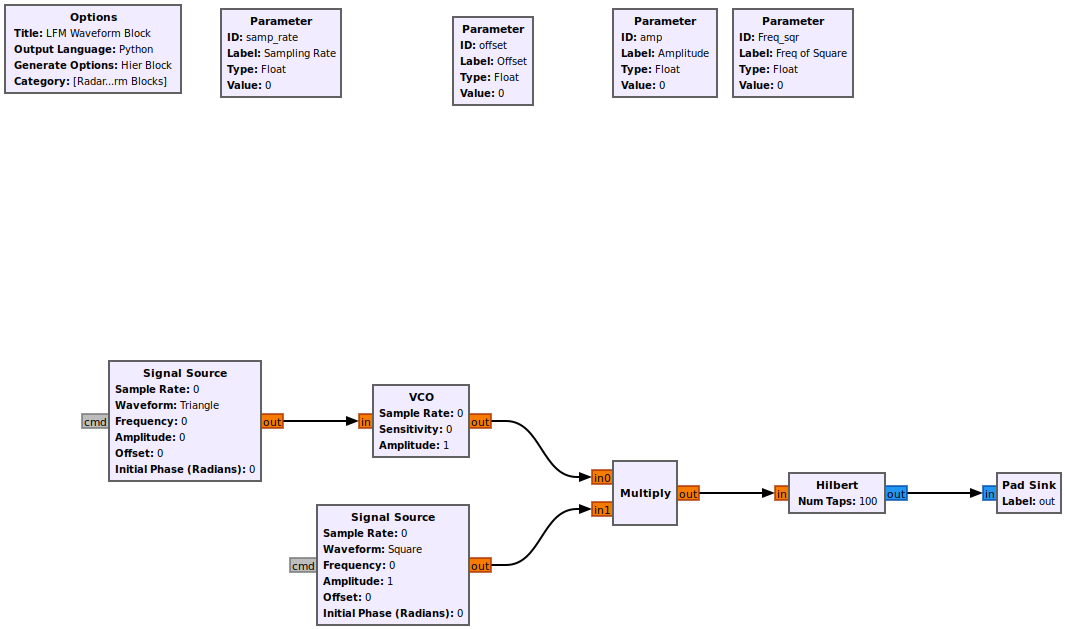 Options
Title: LFM Waveform Block
Output Language: Python
Generate Options: Hier Block
Category: [Radar...rm Blocks]
Parameter
ID: samp_rate
Label: Sampling Rate
Type: Float
Value: 0
Parameter
ID: offset
Label: Offset
Type: Float
Value: 0
Parameter
ID: amp
Label: Amplitude
Type: Float
Value: 0
Parameter
ID: Freq_sqr
Label: Freq of Square
Type: Float
Value: 0
Signal Source
Sample Rate: 0
Waveform: Triangle
Frequency: 0
Amplitude: 0
Offset: 0
Initial Phase (Radians): 0
cmd
out
VCO
Sample Rate: 0
Sensitivity: 0
Amplitude: 1
in
out
Signal Source
Sample Rate: 0
Waveform: Square
Frequency: 0
Amplitude: 1
Offset: 0
Initial Phase (Radians): 0
cmd
out
Multiply
in0
in1
out
Hilbert
Num Taps: 100
in
out
Pad Sink
Label: out
in